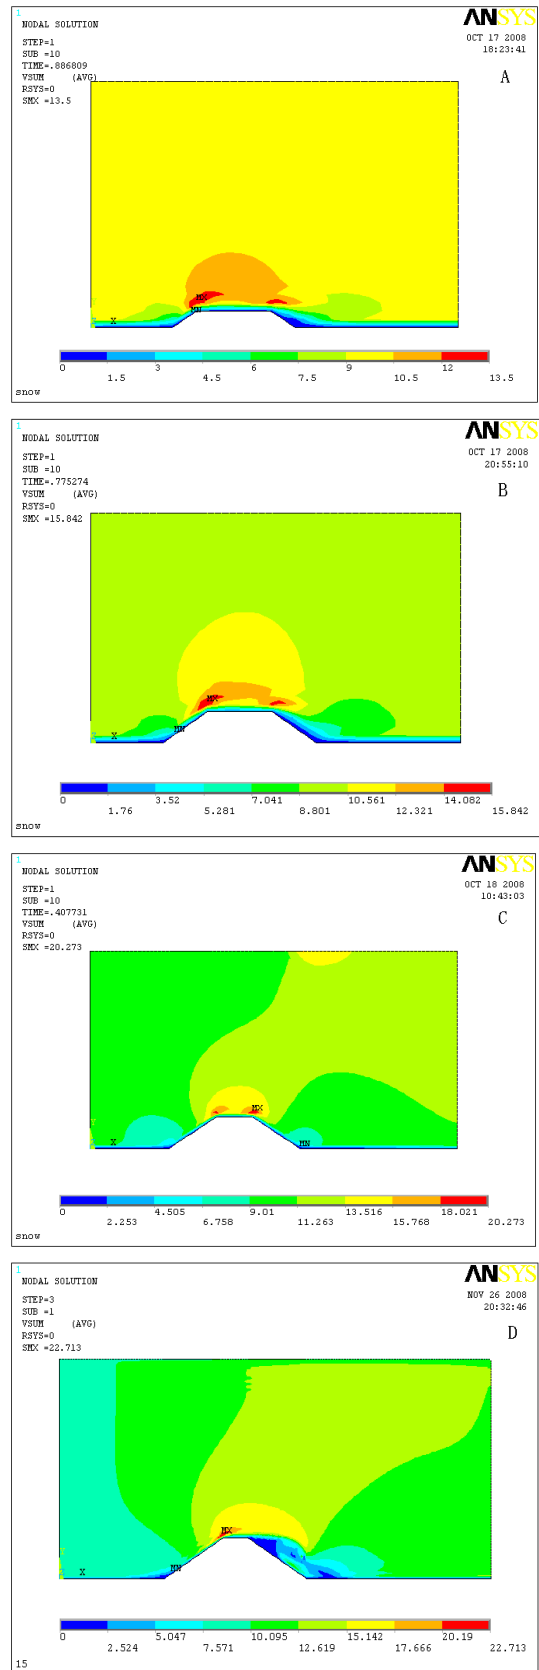 1
ANSYS
NODAL SOLUTION
OCT 17 2008
18:23:41
STEP=1
SUB =10
TIME=.886809
VSUM (AVG)
RSYS=0
SMX =13.5
A
MX
MN
X
0 3 6 9 12
1.5 4.5 7.5 10.5 13.5
snow
1
ANSYS
NODAL SOLUTION
OCT 17 2008
20:55:10
STEP=1
SUB =10
TIME=.775274
VSUM (AVG)
RSYS=0
SMX =15.842
B
MX
MN
X
0 3.52 7.041 10.561 14.082
1.76 5.281 8.801 12.321 15.842
snow
1
ANSYS
NODAL SOLUTION
OCT 18 2008
10:43:03
STEP=1
SUB =10
TIME=.407731
VSUM (AVG)
RSYS=0
SMX =20.273
C
MX
X
MN
0 4.505 9.01 13.516 18.021
2.253 6.758 11.263 15.768 20.273
snow
1
ANSYS
NODAL SOLUTION
NOV 26 2008
20:32:46
STEP=3
SUB =1
VSUM (AVG)
RSYS=0
SMX =22.713
D
MX
MN
X
0 5.047 10.095 15.142 20.19
2.524 7.571 12.619 17.666 22.713
15